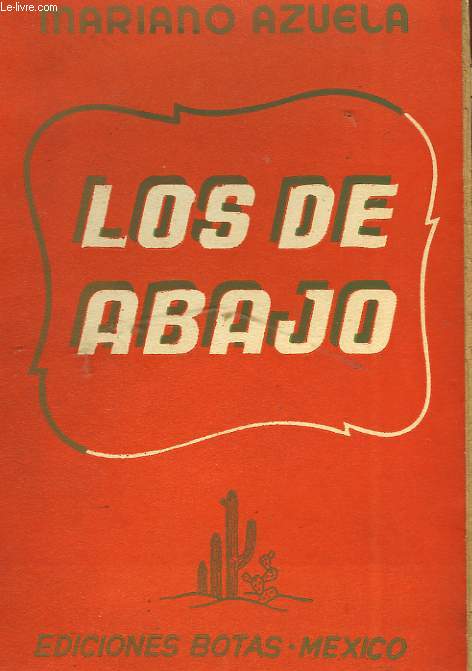 Le-livre.com
MARIANO AZUELA
LOS DE
ABAJO
EDICIONES BOTAS • MEXICO